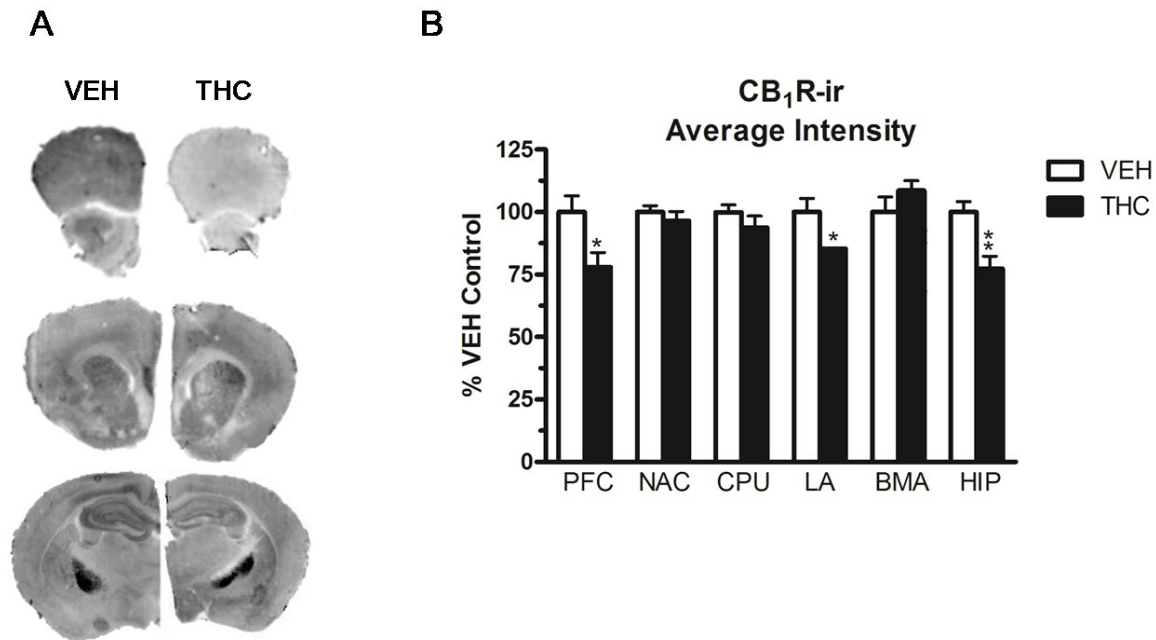 A
B
VEH THC
CB₁R-ir
Average Intensity
VEH
THC
% VEH Control
125
100
75
50
25
0
*
*
**
PFC NAC CPU LA BMA HIP